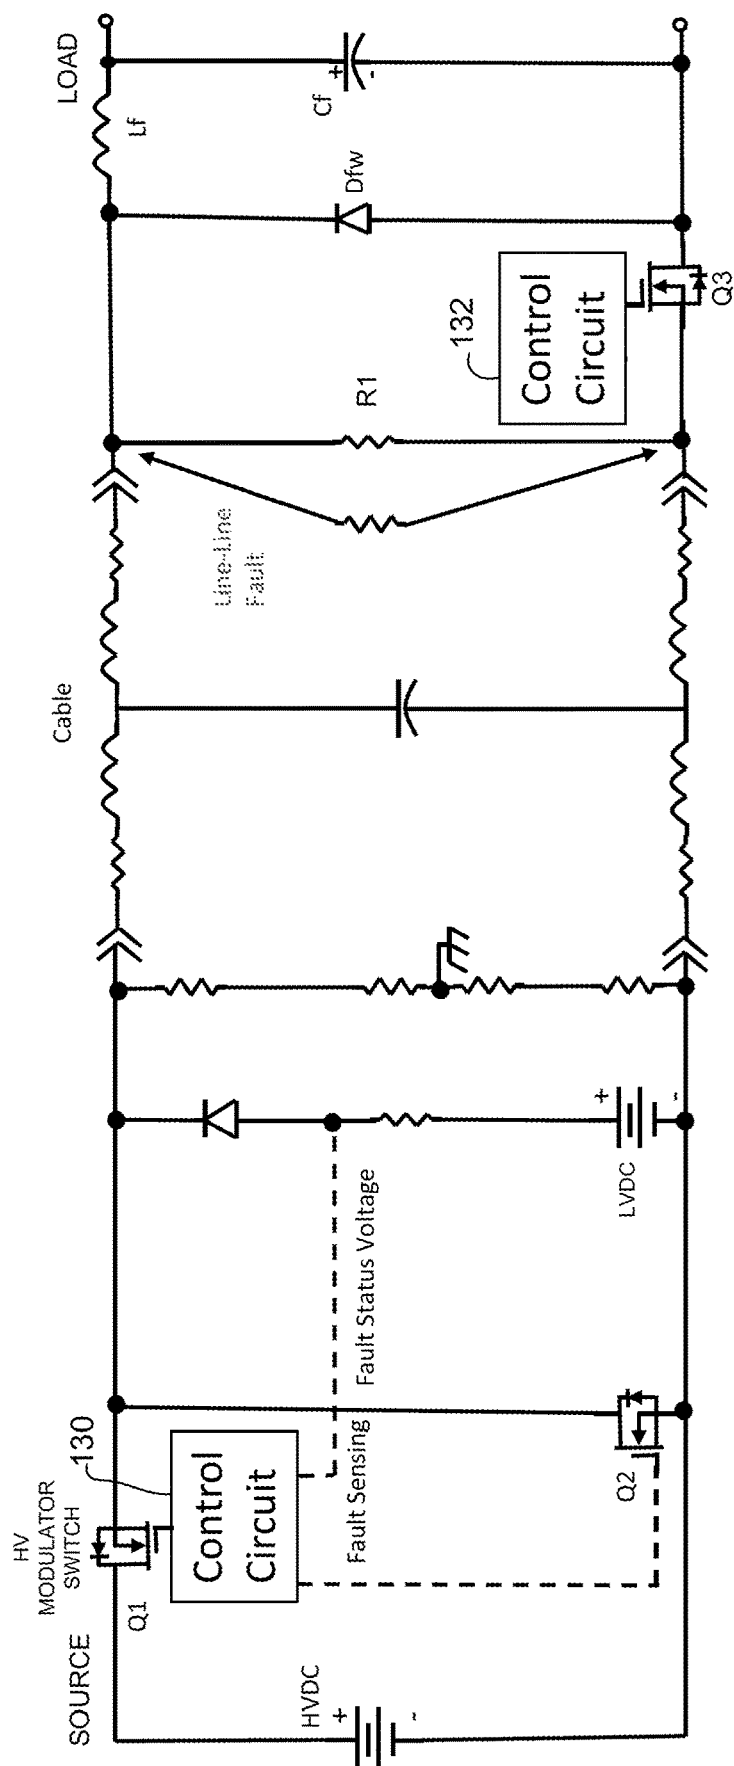 SOURCE
HV
MODULATOR
SWITCH
Q1
130
Control
Circuit
HVDC
+
-
Fault Sensing
Fault Status Voltage
Q2
LVDC
+
-
Cable
Line-Line
Fault
R1
132
Control
Circuit
Q3
Dfw
LOAD
Lf
Cf
+
-